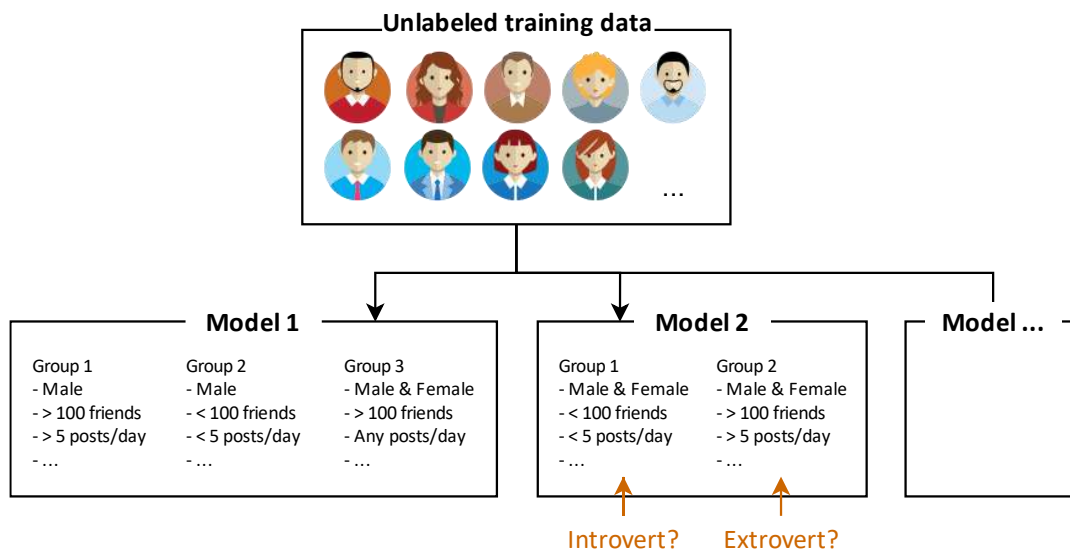 Unlabeled training data
...
Model 1
Group 1
- Male
- > 100 friends
- > 5 posts/day
- ...
Group 2
- Male
- < 100 friends
- < 5 posts/day
- ...
Group 3
- Male & Female
- > 100 friends
- Any posts/day
- ...
Model 2
Group 1
- Male & Female
- < 100 friends
- < 5 posts/day
- ...
Group 2
- Male & Female
- > 100 friends
- > 5 posts/day
- ...
Model ...
Introvert?
Extrovert?